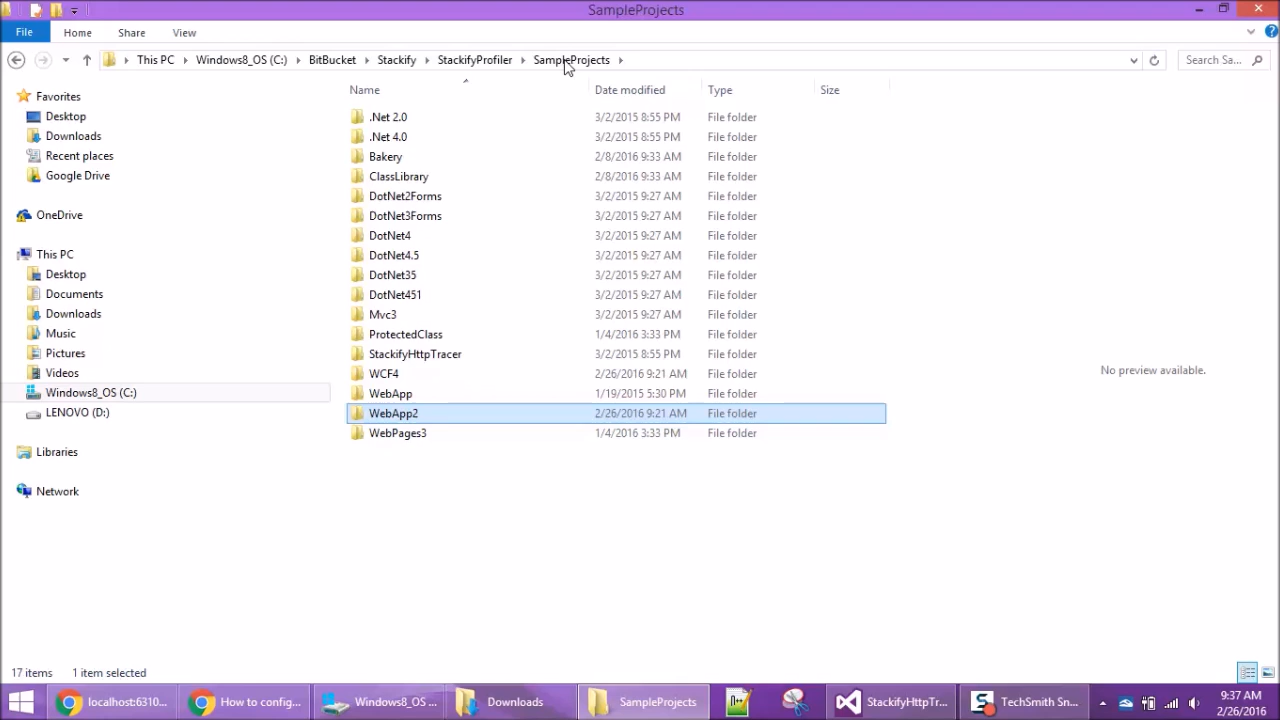 SampleProjects
File Home Share View
This PC Windows8_OS (C:) BitBucket Stackify StackifyProfiler SampleProjects Search Sa...
Name Date modified Type Size
Favorites
Desktop
Downloads
Recent places
Google Drive
OneDrive
This PC
Desktop
Documents
Downloads
Music
Pictures
Videos
Windows8_OS (C:)
LENOVO (D:)
Libraries
Network
.Net 2.0 3/2/2015 8:55 PM File folder
.Net 4.0 3/2/2015 8:55 PM File folder
Bakery 2/8/2016 9:33 AM File folder
ClassLibrary 2/8/2016 9:33 AM File folder
DotNet2Forms 3/2/2015 9:27 AM File folder
DotNet3Forms 3/2/2015 9:27 AM File folder
DotNet4 3/2/2015 9:27 AM File folder
DotNet4.5 3/2/2015 9:27 AM File folder
DotNet35 3/2/2015 9:27 AM File folder
DotNet451 3/2/2015 9:27 AM File folder
Mvc3 3/2/2015 9:27 AM File folder
ProtectedClass 1/4/2016 3:33 PM File folder
StackifyHttpTracer 3/2/2015 8:55 PM File folder
WCF4 2/26/2016 9:21 AM File folder
WebApp 1/19/2015 5:30 PM File folder
WebApp2 2/26/2016 9:21 AM File folder
WebPages3 1/4/2016 3:33 PM File folder
No preview available.
17 items 1 item selected
localhost:6310... How to config... Windows8_OS ... Downloads SampleProjects StackifyHttpTr... TechSmith Sn... 9:37 AM
2/26/2016